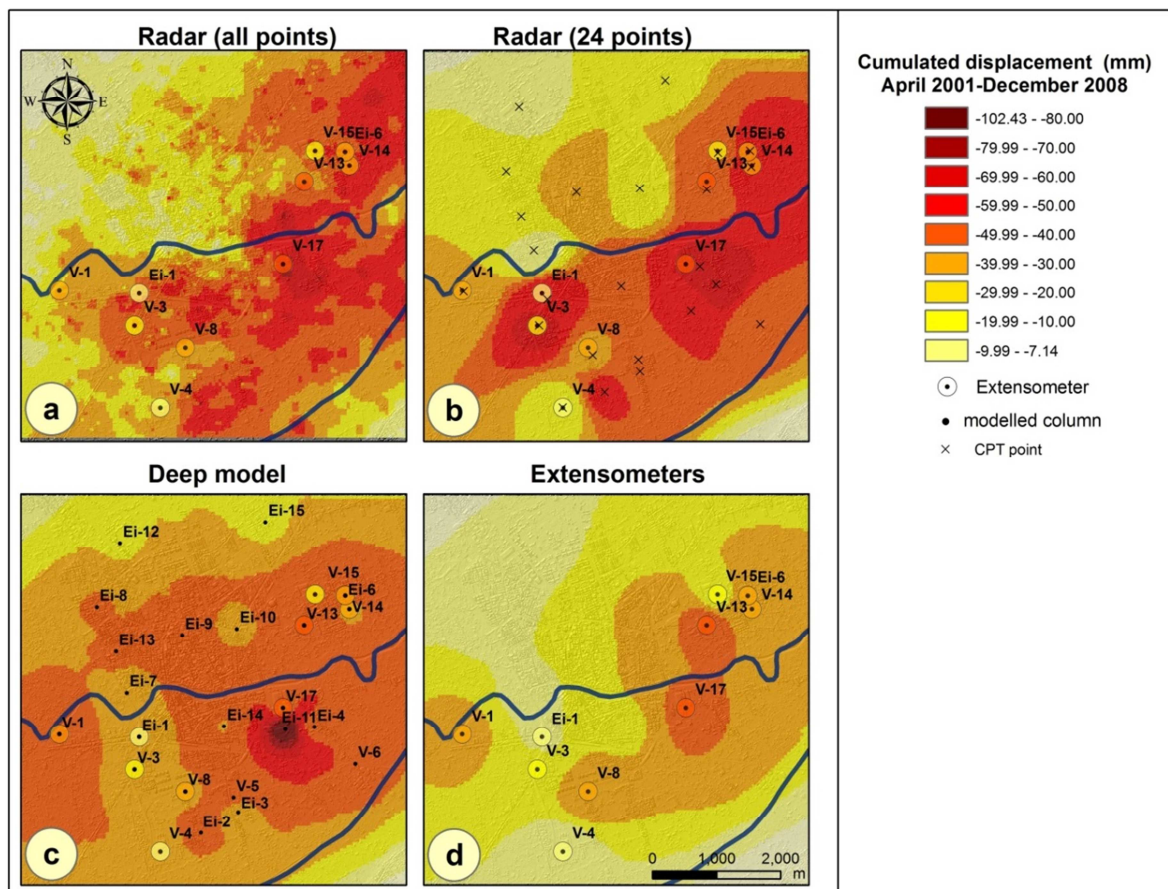 Radar (all points)
N
W E
S
V-15
Ei-6
V-14
V-13
V-17
V-1
Ei-1
V-3
V-8
V-4
a
Radar (24 points)
V-15 Ei-6
V-14
V-13
V-17
V-1
Ei-1
V-3
V-8
V-4
b
Cumulated displacement (mm)
April 2001-December 2008
-102.43 - -80.00
-79.99 - -70.00
-69.99 - -60.00
-59.99 - -50.00
-49.99 - -40.00
-39.99 - -30.00
-29.99 - -20.00
-19.99 - -10.00
-9.99 - -7.14
Extensometer
modelled column
CPT point
Deep model
Ei-15
Ei-12
V-15
Ei-8
Ei-6
V-14
V-13
Ei-10
Ei-9
Ei-13
Ei-7
V-17
V-1
Ei-1
Ei-14
Ei-11
Ei-4
V-3
V-6
V-8
V-5
Ei-3
V-4
Ei-2
c
Extensometers
V-15 Ei-6
V-14
V-13
V-17
V-1
Ei-1
V-3
V-8
V-4
d
0 1,000 2,000
m